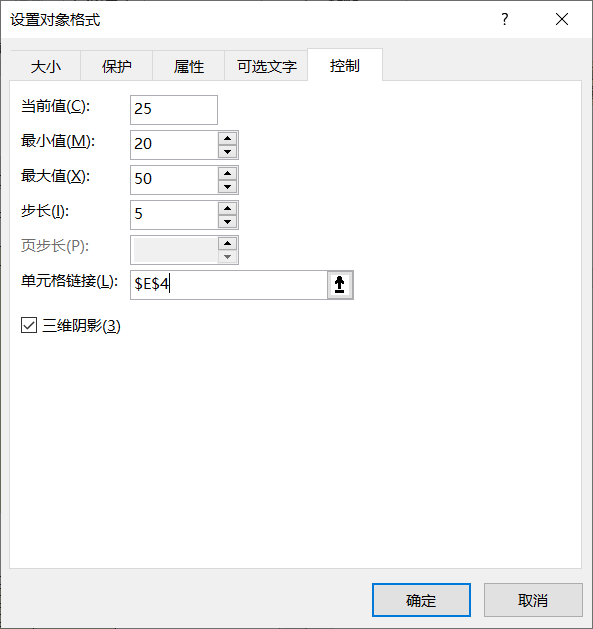 设置对象格式 ?
大小 保护 属性 可选文字 控制
当前值(C): 25
最小值(M): 20
最大值(X): 50
步长(I): 5
页步长(P):
单元格链接(L): $E$4
三维阴影(3)
确定 取消